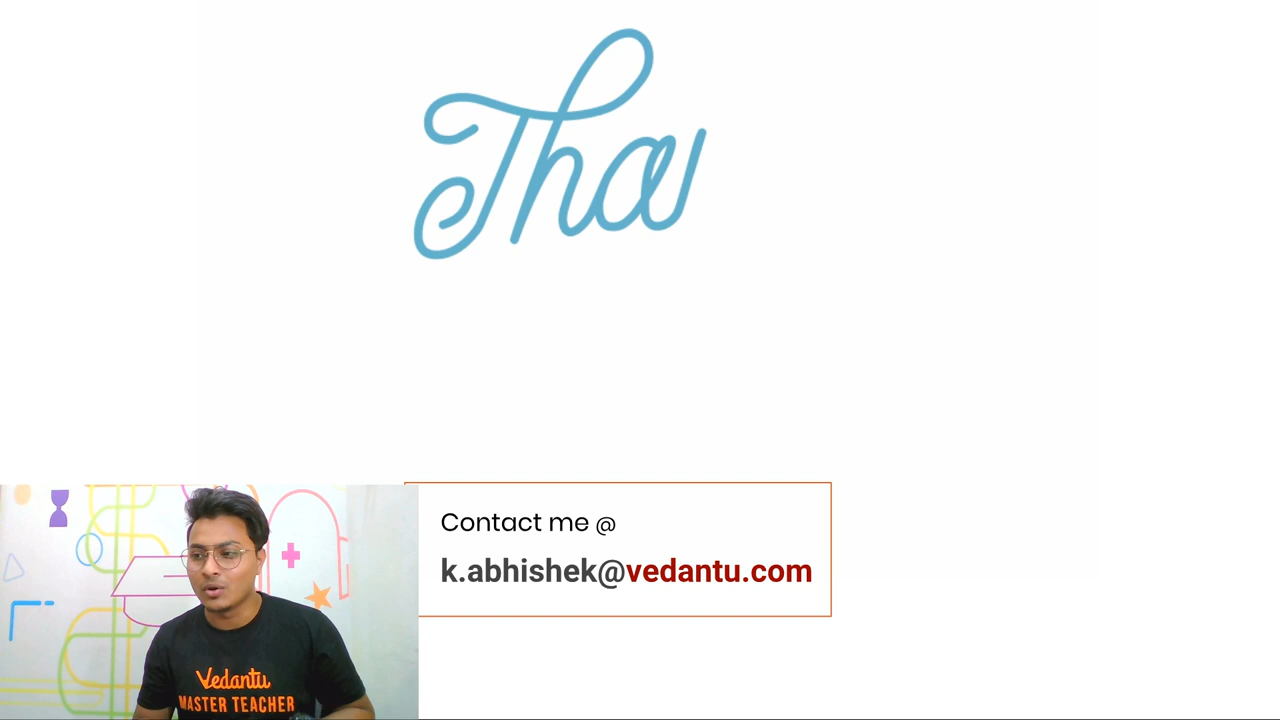 Tha
Contact me @
k.abhishek@vedantu.com
Vedantu
MASTER TEACHER